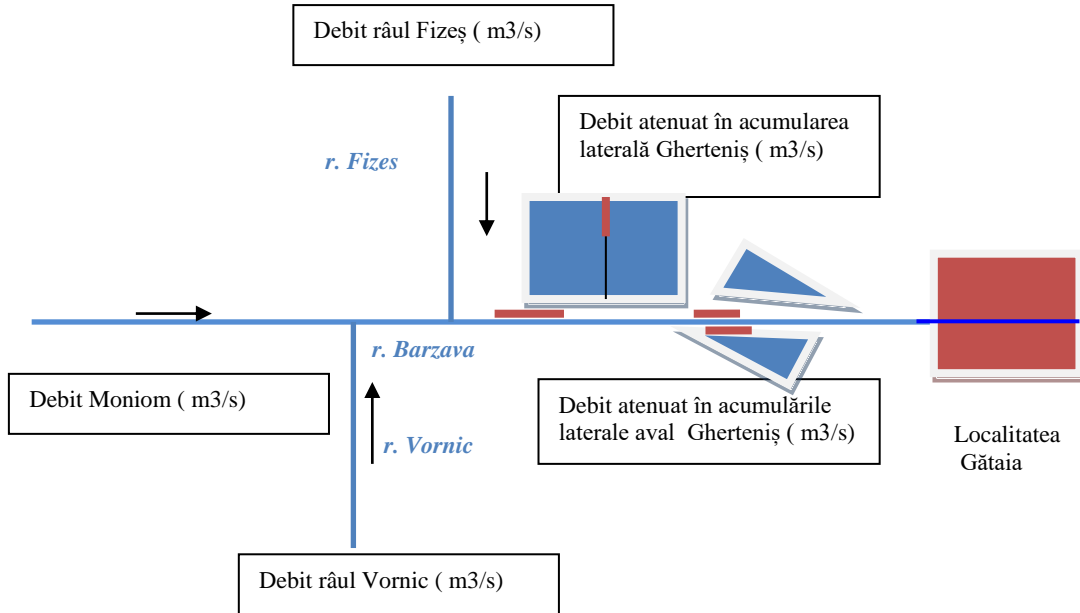 Debit râul Fizeș ( m3/s)
Debit atenuat în acumularea
laterală Gherteniș ( m3/s)
r. Fizes
r. Barzava
Debit Moniom ( m3/s)
r. Vornic
Debit atenuat în acumulările
laterale aval  Gherteniș ( m3/s)
Localitatea
Gătaia
Debit râul Vornic ( m3/s)